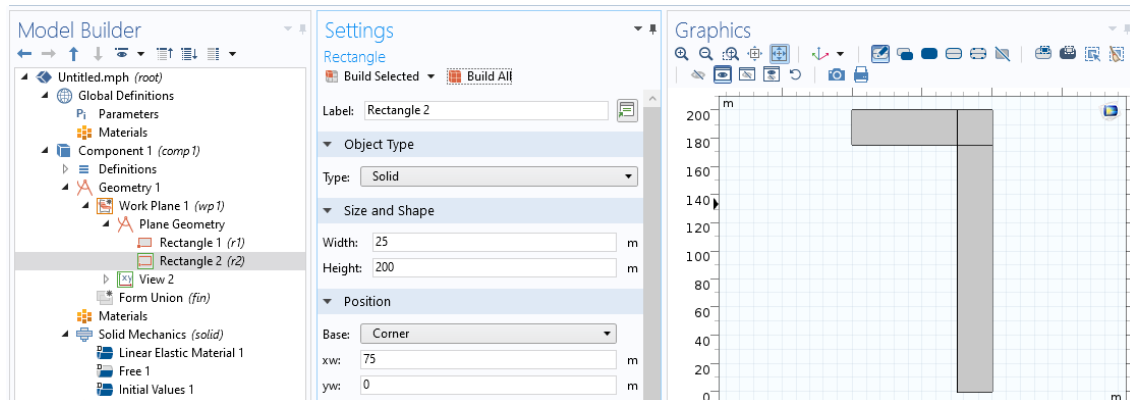 Model Builder
Untitled.mph (root)
Global Definitions
Pi Parameters
Materials
Component 1 (comp1)
Definitions
Geometry 1
Work Plane 1 (wp1)
Plane Geometry
Rectangle 1 (r1)
Rectangle 2 (r2)
View 2
Form Union (fin)
Materials
Solid Mechanics (solid)
Linear Elastic Material 1
Free 1
Initial Values 1
Settings
Rectangle
Build Selected Build All
Label: Rectangle 2
Object Type
Type: Solid
Size and Shape
Width: 25 m
Height: 200 m
Position
Base: Corner
xw: 75 m
yw: 0 m
Graphics
m
200
180
160
140
120
100
80
60
40
20
0
m